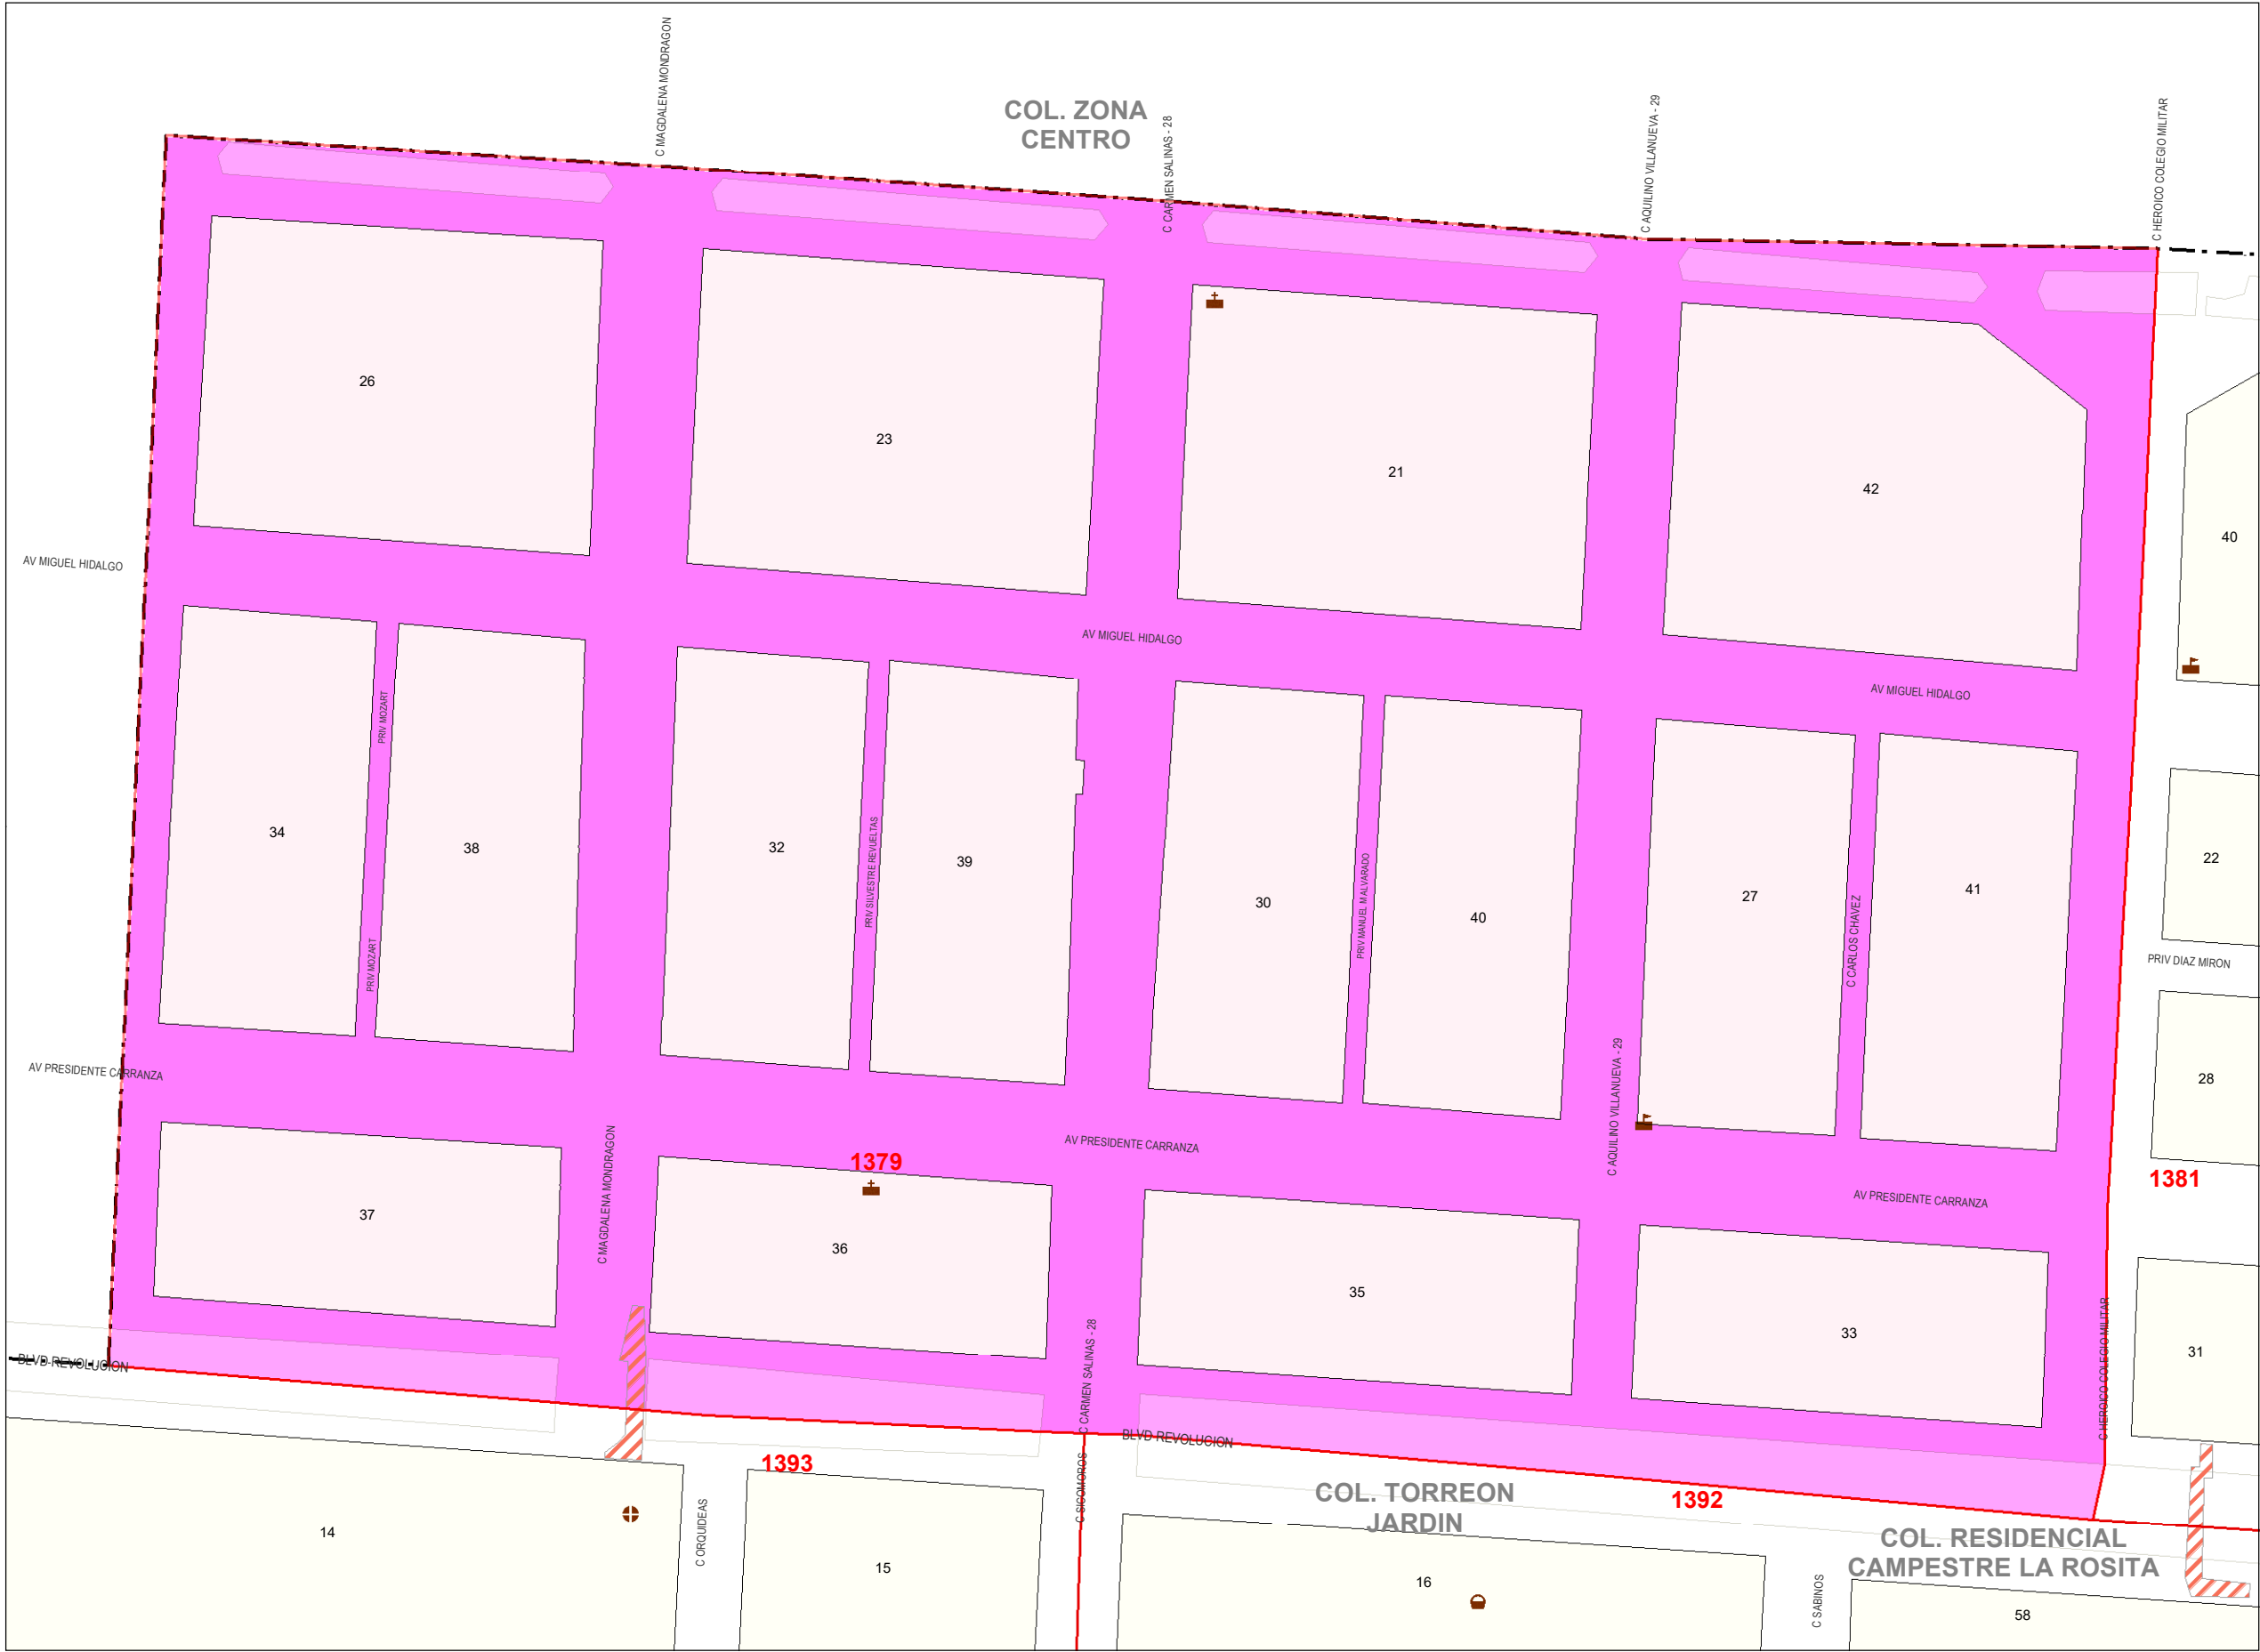 C MAGDALENA MONDRAGON
COL. ZONA
CENTRO
C CARMEN SALINAS - 28
C AQUILINO VILLANUEVA - 29
C HEROICO COLEGIO MILITAR
26
23
21
42
40
AV MIGUEL HIDALGO
AV MIGUEL HIDALGO
AV MIGUEL HIDALGO
PRIV MOZART
34
38
32
39
30
40
27
41
22
PRIV SILVESTRE REVUELTAS
PRIV MANUEL M ALVARADO
C CARLOS CHAVEZ
PRIV MOZART
PRIV DIAZ MIRON
28
AV PRESIDENTE CARRANZA
AV PRESIDENTE CARRANZA
AV PRESIDENTE CARRANZA
C AQUILINO VILLANUEVA - 29
C MAGDALENA MONDRAGON
1379
1381
37
36
35
33
31
C CARMEN SALINAS - 28
C HEROICO COLEGIO MILITAR
BLVD REVOLUCION
BLVD REVOLUCION
1393
C SICOMOROS
COL. TORREON
JARDIN
1392
COL. RESIDENCIAL
CAMPESTRE LA ROSITA
14
C ORQUIDEAS
15
16
C SABINOS
58